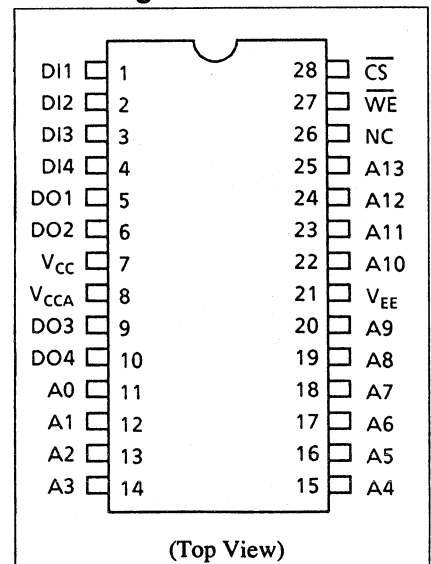 DI1 1 28 C̅S̅
DI2 2 27 W̅E̅
DI3 3 26 NC
DI4 4 25 A13
DO1 5 24 A12
DO2 6 23 A11
VCC 7 22 A10
VCCA 8 21 VEE
DO3 9 20 A9
DO4 10 19 A8
A0 11 18 A7
A1 12 17 A6
A2 13 16 A5
A3 14 15 A4
(Top View)